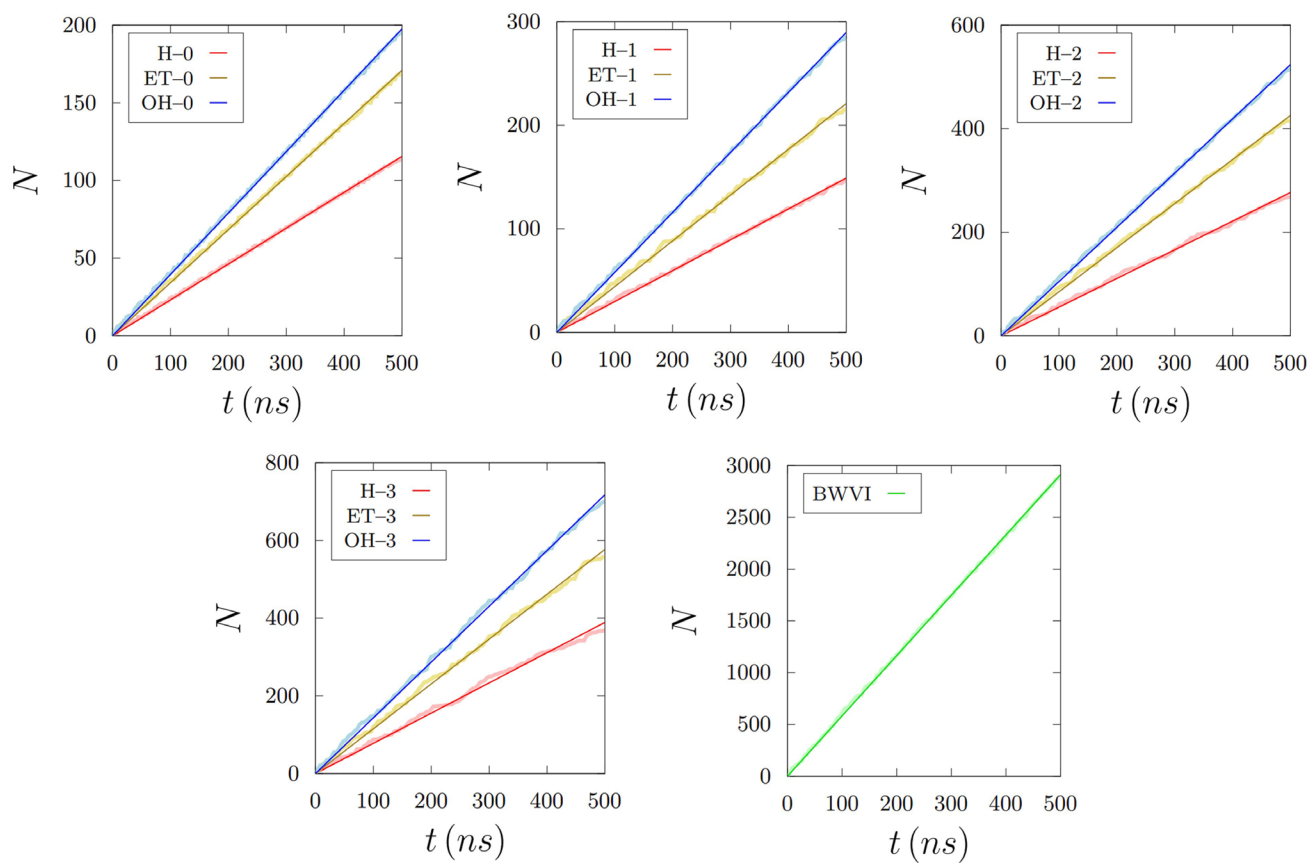 200
150
100
50
0
N
H–0
ET–0
OH–0
0 100 200 300 400 500
t (ns)
300
200
100
0
N
H–1
ET–1
OH–1
0 100 200 300 400 500
t (ns)
600
400
200
0
N
H–2
ET–2
OH–2
0 100 200 300 400 500
t (ns)
800
600
400
200
0
N
H–3
ET–3
OH–3
0 100 200 300 400 500
t (ns)
3000
2500
2000
1500
1000
500
0
N
BWVI
0 100 200 300 400 500
t (ns)